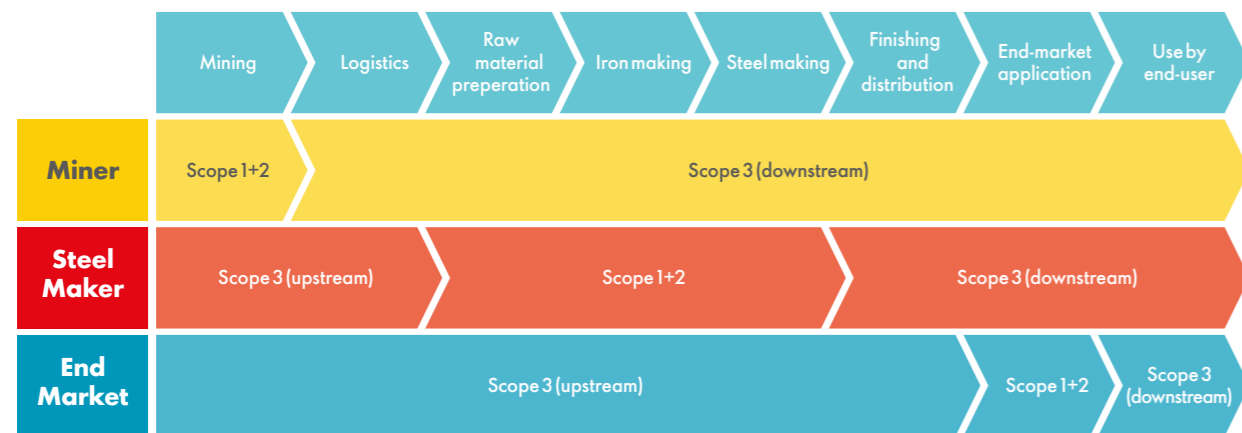 Mining
Logistics
Raw
material
preperation
Iron making
Steel making
Finishing
and
distribution
End-market
application
Use by
end-user
Miner
Scope 1+2
Scope 3 (downstream)
Steel
Maker
Scope 3 (upstream)
Scope 1+2
Scope 3 (downstream)
End
Market
Scope 3 (upstream)
Scope 1+2
Scope 3
(downstream)